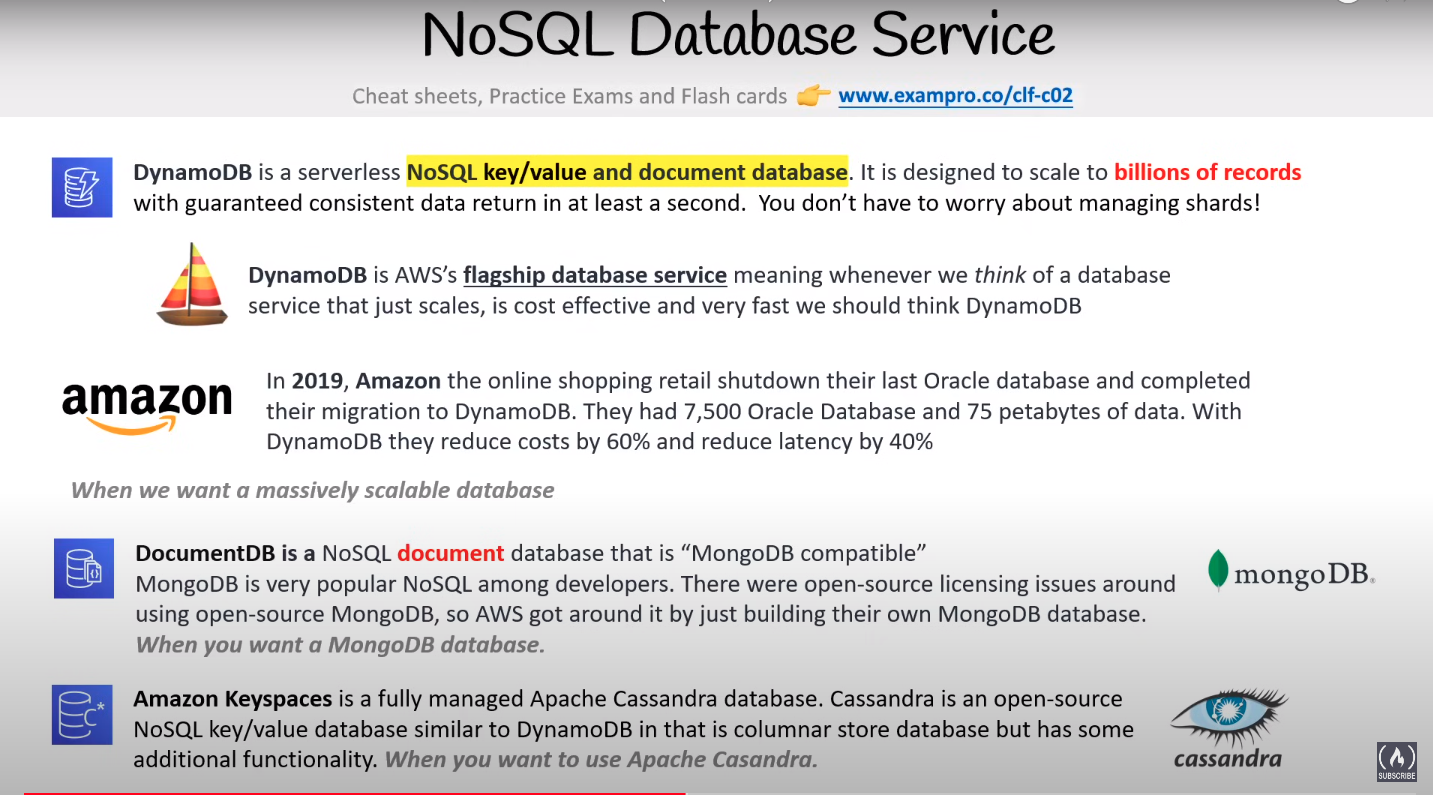 NoSQL Database Service
Cheat sheets, Practice Exams and Flash cards 👉 www.exampro.co/clf-c02
DynamoDB is a serverless NoSQL key/value and document database. It is designed to scale to billions of records
with guaranteed consistent data return in at least a second. You don’t have to worry about managing shards!
DynamoDB is AWS’s flagship database service meaning whenever we think of a database
service that just scales, is cost effective and very fast we should think DynamoDB
amazon
In 2019, Amazon the online shopping retail shutdown their last Oracle database and completed
their migration to DynamoDB. They had 7,500 Oracle Database and 75 petabytes of data. With
DynamoDB they reduce costs by 60% and reduce latency by 40%
When we want a massively scalable database
DocumentDB is a NoSQL document database that is “MongoDB compatible”
MongoDB is very popular NoSQL among developers. There were open-source licensing issues around
using open-source MongoDB, so AWS got around it by just building their own MongoDB database.
When you want a MongoDB database.
mongoDB®
Amazon Keyspaces is a fully managed Apache Cassandra database. Cassandra is an open-source
NoSQL key/value database similar to DynamoDB in that is columnar store database but has some
additional functionality. When you want to use Apache Casandra.
cassandra
SUBSCRIBE